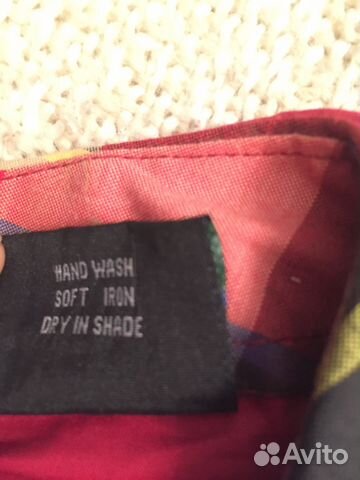 HAND WASH
SOFT IRON
DRY IN SHADE
Avito